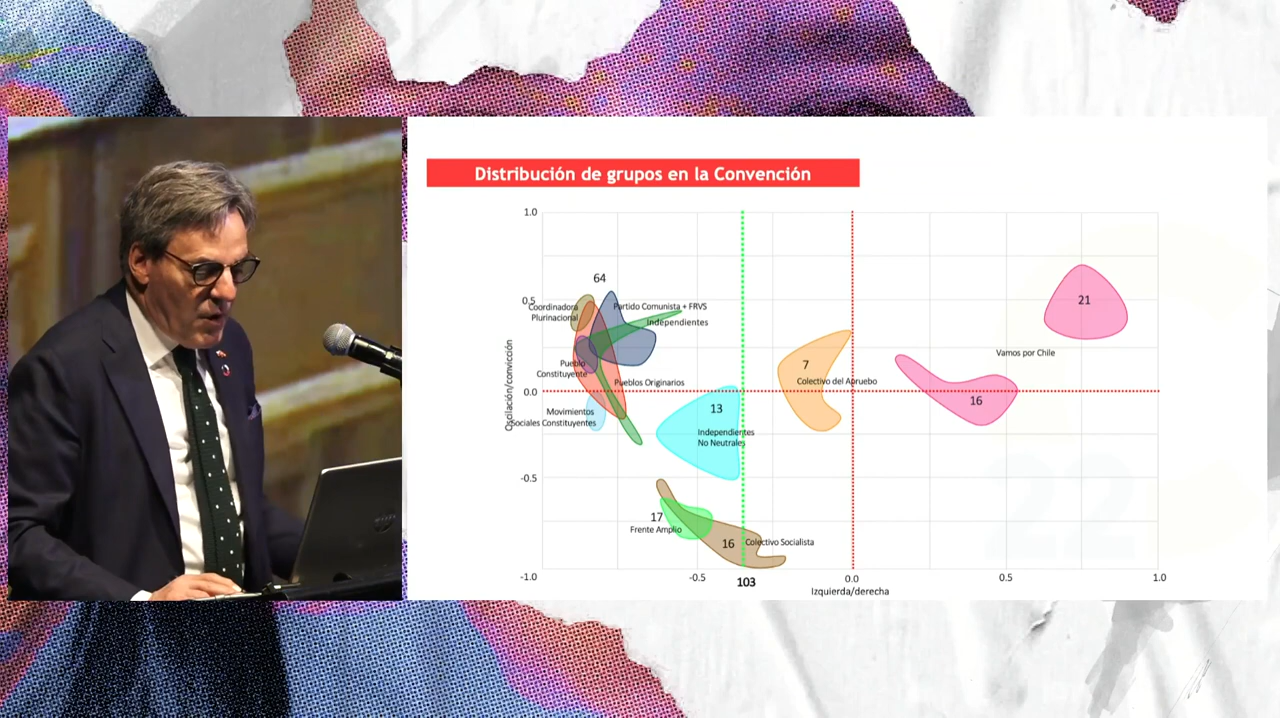 Distribución de grupos en la Convención
1.0
64
0.5
Coordinadora
Plurinacional
Partido Comunista + FRVS
Independientes
21
Vamos por Chile
Pueblo
Constituyente
Pueblos Originarios
7
Colectivo del Apruebo
Oscilación/convicción
0.0
16
Movimientos
Sociales Constituyentes
13
Independientes
No Neutrales
-0.5
17
Frente Amplio
16
Colectivo Socialista
22
-1.0
-0.5
103
0.0
0.5
1.0
Izquierda/derecha